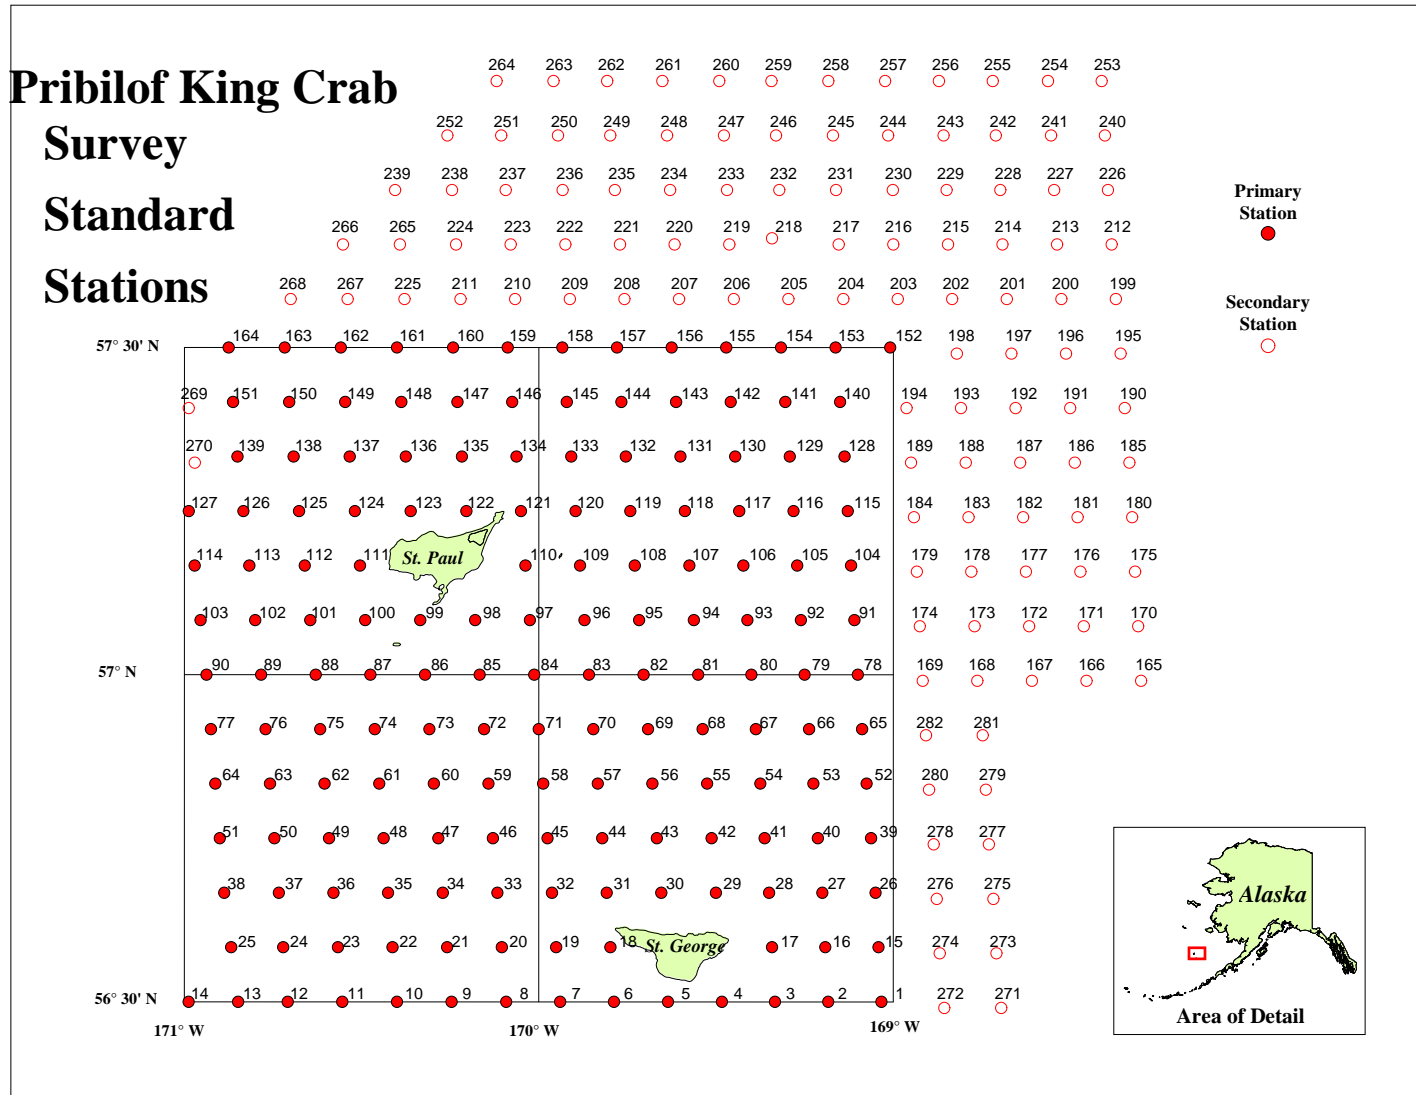 264 263 262 261 260 259 258 257 256 255 254 253
Pribilof King Crab
252 251 250 249 248 247 246 245 244 243 242 241 240
Survey
239 238 237 236 235 234 233 232 231 230 229 228 227 226
Primary
Station
Standard
266 265 224 223 222 221 220 219 218 217 216 215 214 213 212
Stations
268 267 225 211 210 209 208 207 206 205 204 203 202 201 200 199
Secondary
Station
57° 30' N
164 163 162 161 160 159 158 157 156 155 154 153 152 198 197 196 195
269 151 150 149 148 147 146 145 144 143 142 141 140 194 193 192 191 190
270 139 138 137 136 135 134 133 132 131 130 129 128 189 188 187 186 185
127 126 125 124 123 122 121 120 119 118 117 116 115 184 183 182 181 180
114 113 112 111 St. Paul 110 109 108 107 106 105 104 179 178 177 176 175
103 102 101 100 99 98 97 96 95 94 93 92 91 174 173 172 171 170
57° N
90 89 88 87 86 85 84 83 82 81 80 79 78 169 168 167 166 165
77 76 75 74 73 72 71 70 69 68 67 66 65 282 281
64 63 62 61 60 59 58 57 56 55 54 53 52 280 279
51 50 49 48 47 46 45 44 43 42 41 40 39 278 277
38 37 36 35 34 33 32 31 30 29 28 27 26 276 275
Alaska
25 24 23 22 21 20 19 18 St. George 17 16 15 274 273
56° 30' N
14 13 12 11 10 9 8 7 6 5 4 3 2 1 272 271
Area of Detail
171° W 170° W 169° W